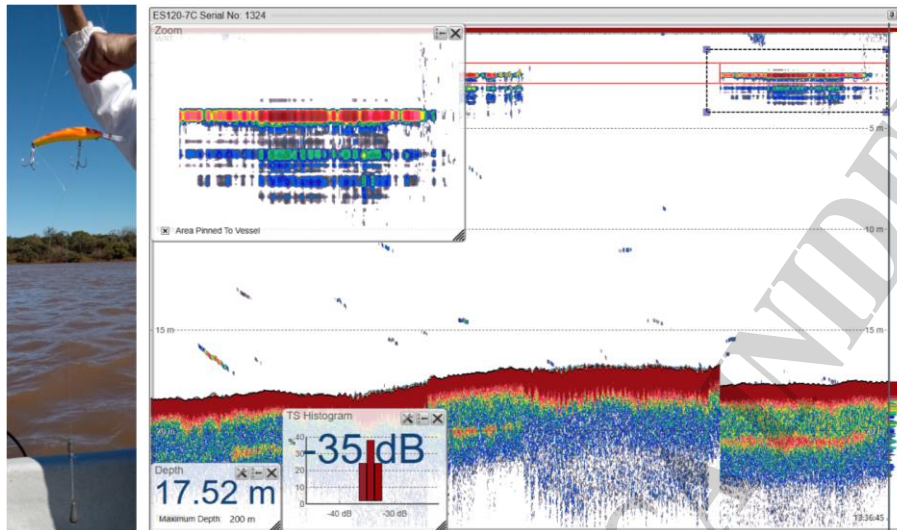 ES120-7C Serial No: 1324
Zoom
5 m
Area Pinned To Vessel
10 m
15 m
15 m
TS Histogram
%
-35 dB
40
30
20
10
0
-40 dB
-30 dB
Depth
17.52 m
Maximum Depth: 200 m
13:36:45